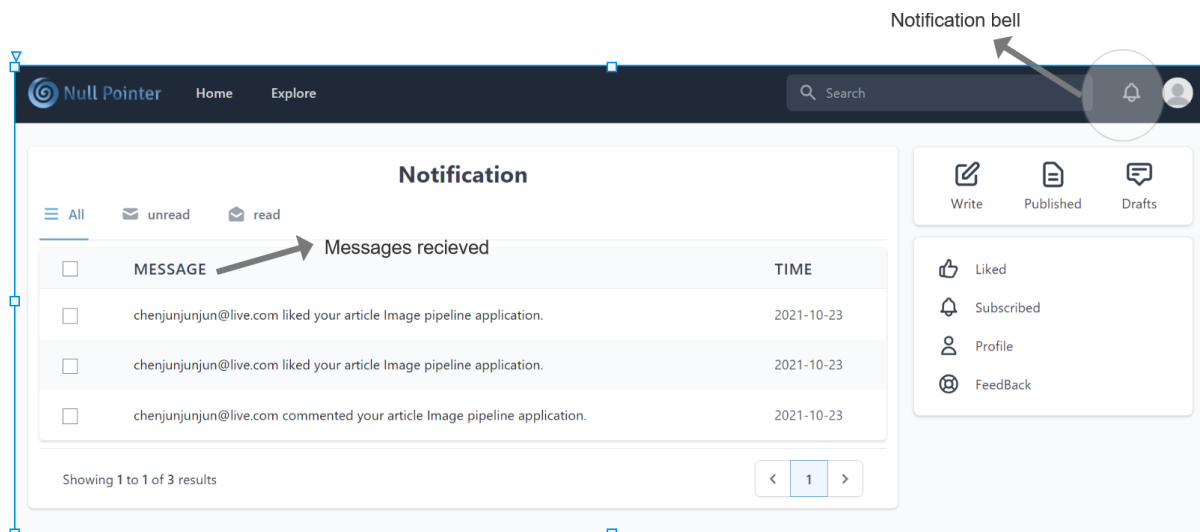 Notification bell
Null Pointer Home Explore Search
Notification
All unread read
Messages recieved
MESSAGE TIME
chenjunjunjun@live.com liked your article Image pipeline application. 2021-10-23
chenjunjunjun@live.com liked your article Image pipeline application. 2021-10-23
chenjunjunjun@live.com commented your article Image pipeline application. 2021-10-23
Showing 1 to 1 of 3 results 1
Write Published Drafts
Liked
Subscribed
Profile
FeedBack